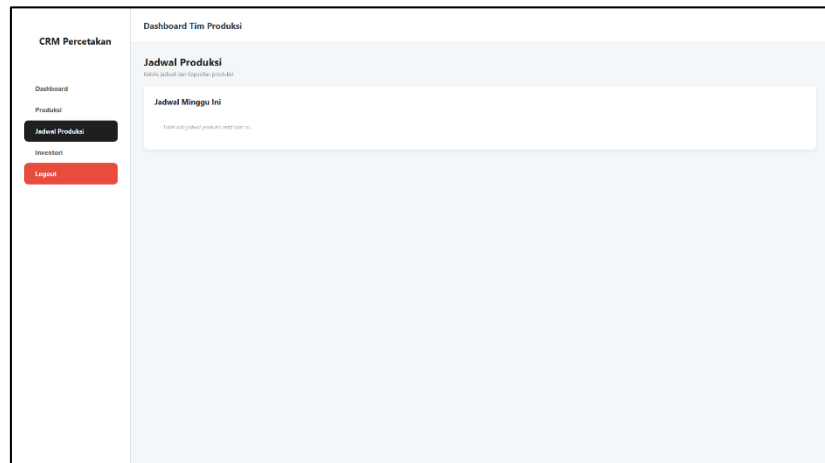 Dashboard Tim Produksi
CRM Percetakan
Jadwal Produksi
Kelola jadwal dan kapasitas produksi
Dashboard
Jadwal Minggu Ini
Produksi
Tidak ada jadwal produksi aktif saat ini.
Jadwal Produksi
Inventori
Logout